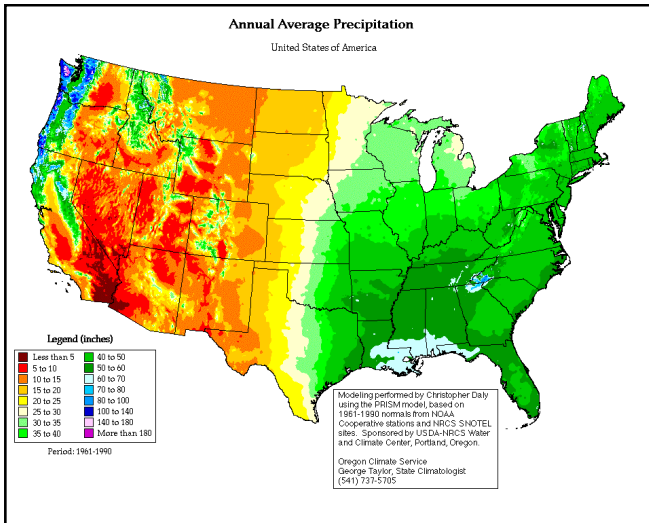 Annual Average Precipitation
United States of America
Legend (inches)
Less than 5
5 to 10
10 to 15
15 to 20
20 to 25
25 to 30
30 to 35
35 to 40
40 to 50
50 to 60
60 to 70
70 to 80
80 to 100
100 to 140
140 to 180
More than 180
Period: 1961-1990
Modeling performed by Christopher Daly
using the PRISM model, based on
1961-1990 normals from NOAA
Cooperative stations and NRCS SNOTEL
sites. Sponsored by USDA-NRCS Water
and Climate Center, Portland, Oregon.
Oregon Climate Service
George Taylor, State Climatologist
(541) 737-5705